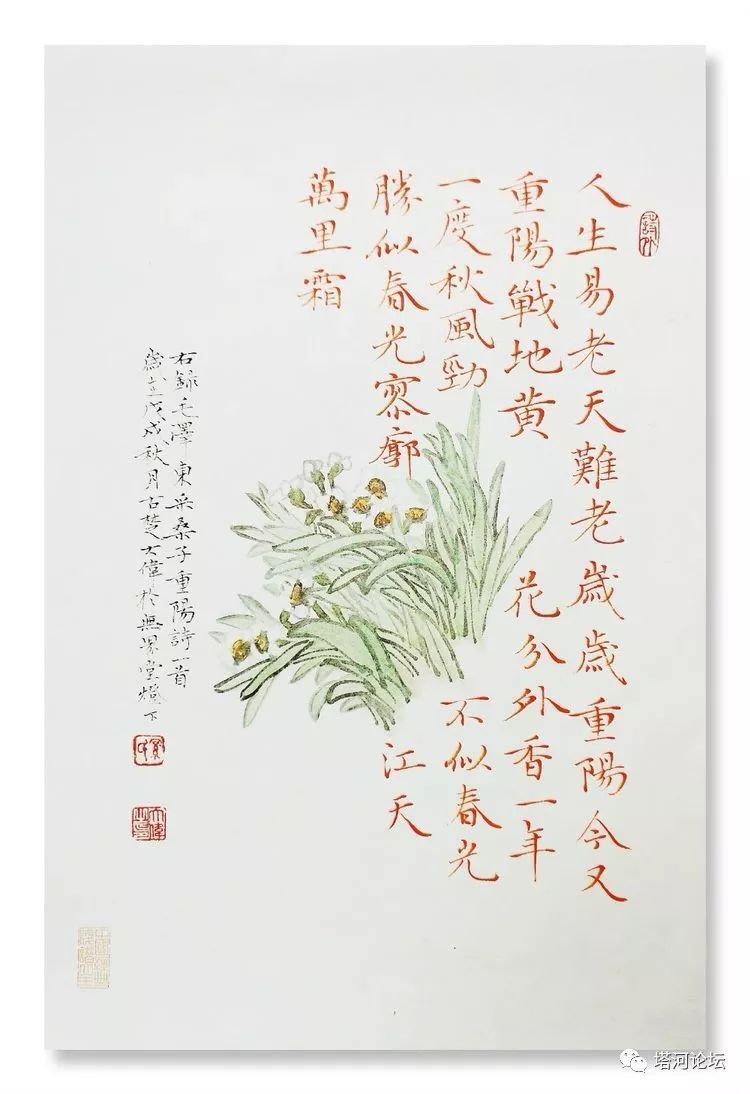 人生易老天難老歲歲重陽今又
重陽戰地黄花分外香一年
一度秋風勁不似春光
勝似春光寥廓江天
萬里霜
右錄毛澤東采桑子重陽詩一首
歲在戊戌秋月古楚大偉於無堂燈下
塔河论坛